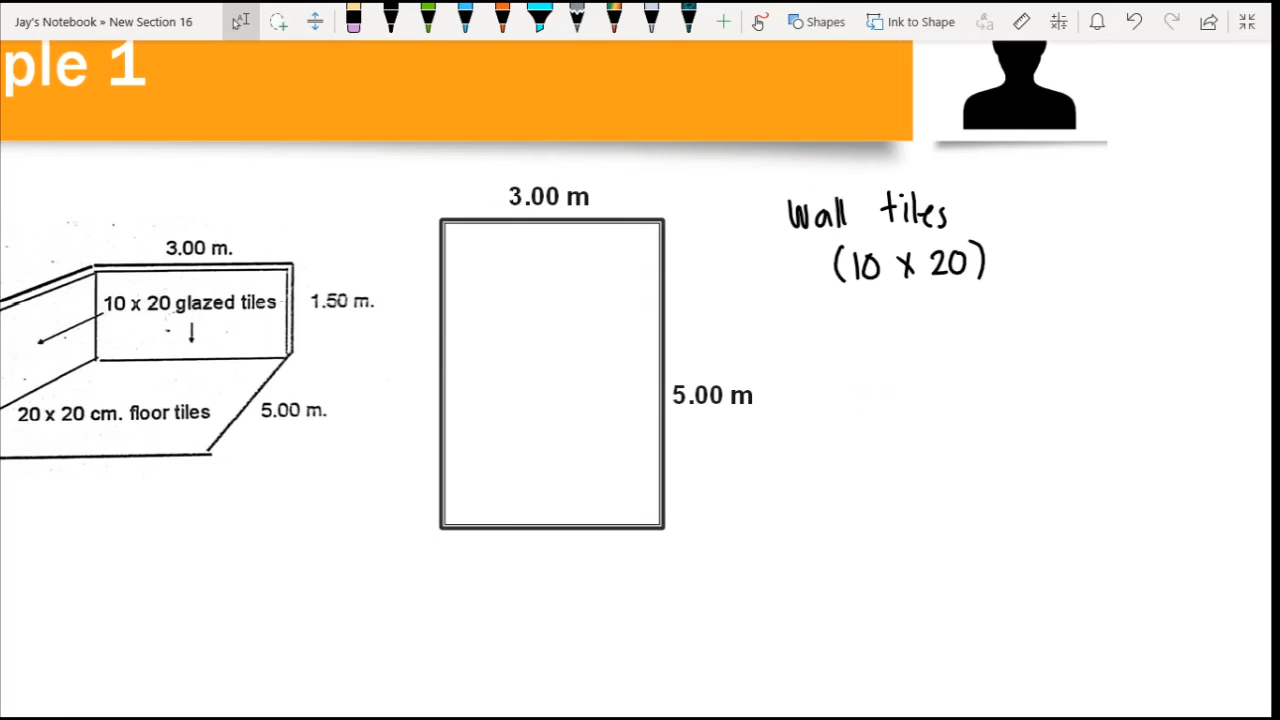 Jay's Notebook » New Section 16
Shapes
Ink to Shape
ple 1
3.00 m.
10 x 20 glazed tiles
1.50 m.
20 x 20 cm. floor tiles
5.00 m.
3.00 m
5.00 m
wall tiles
(10 x 20)